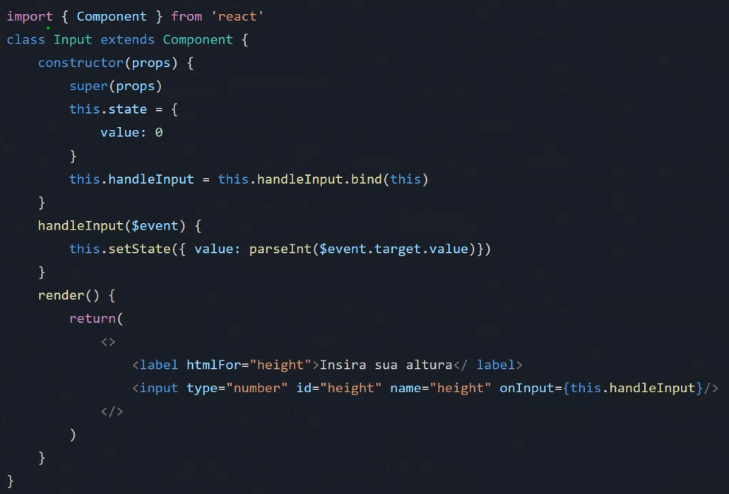 import { Component } from 'react'
class Input extends Component {
    constructor(props) {
        super(props)
        this.state = {
            value: 0
        }
        this.handleInput = this.handleInput.bind(this)
    }
    handleInput($event) {
        this.setState({ value: parseInt($event.target.value)})
    }
    render() {
        return(
            <>
                <label htmlFor="height">Insira sua altura</ label>
                <input type="number" id="height" name="height" onInput={this.handleInput}/>
            </>
        )
    }
}